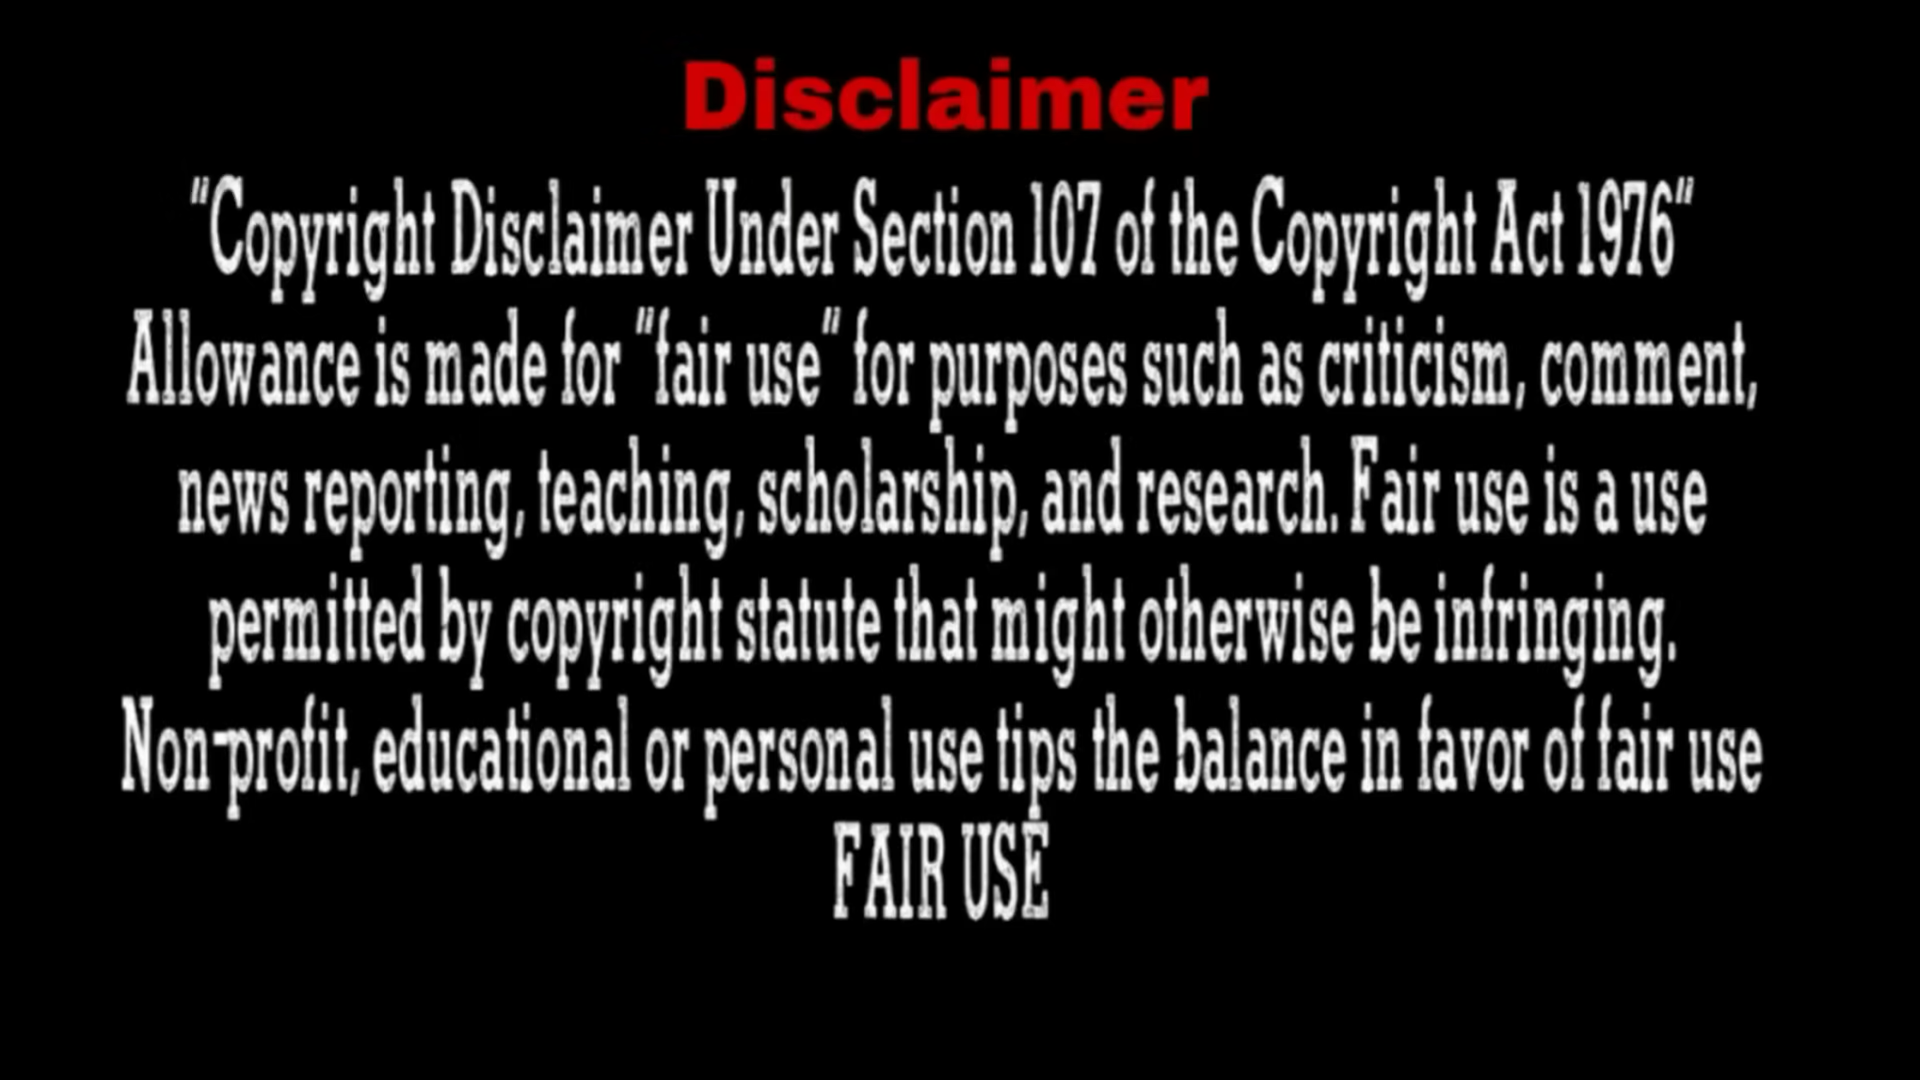 Disclaimer
"Copyright Disclaimer Under Section 107 of the Copyright Act 1976"
Allowance is made for "fair use" for purposes such as criticism, comment,
news reporting, teaching, scholarship, and research. Fair use is a use
permitted by copyright statute that might otherwise be infringing.
Non-profit, educational or personal use tips the balance in favor of fair use
FAIR USE